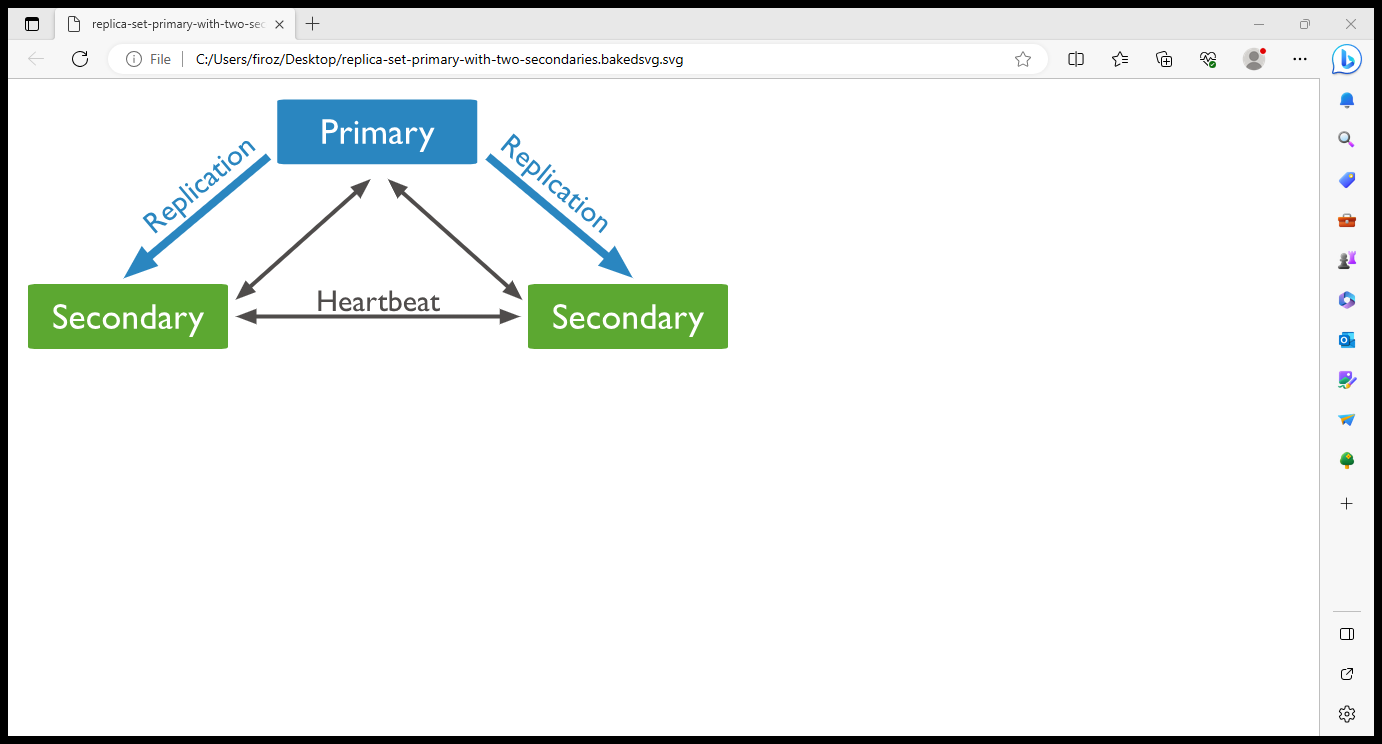 replica-set-primary-with-two-sec
File
C:/Users/firoz/Desktop/replica-set-primary-with-two-secondaries.bakedsvg.svg
Primary
Replication
Replication
Heartbeat
Secondary
Secondary